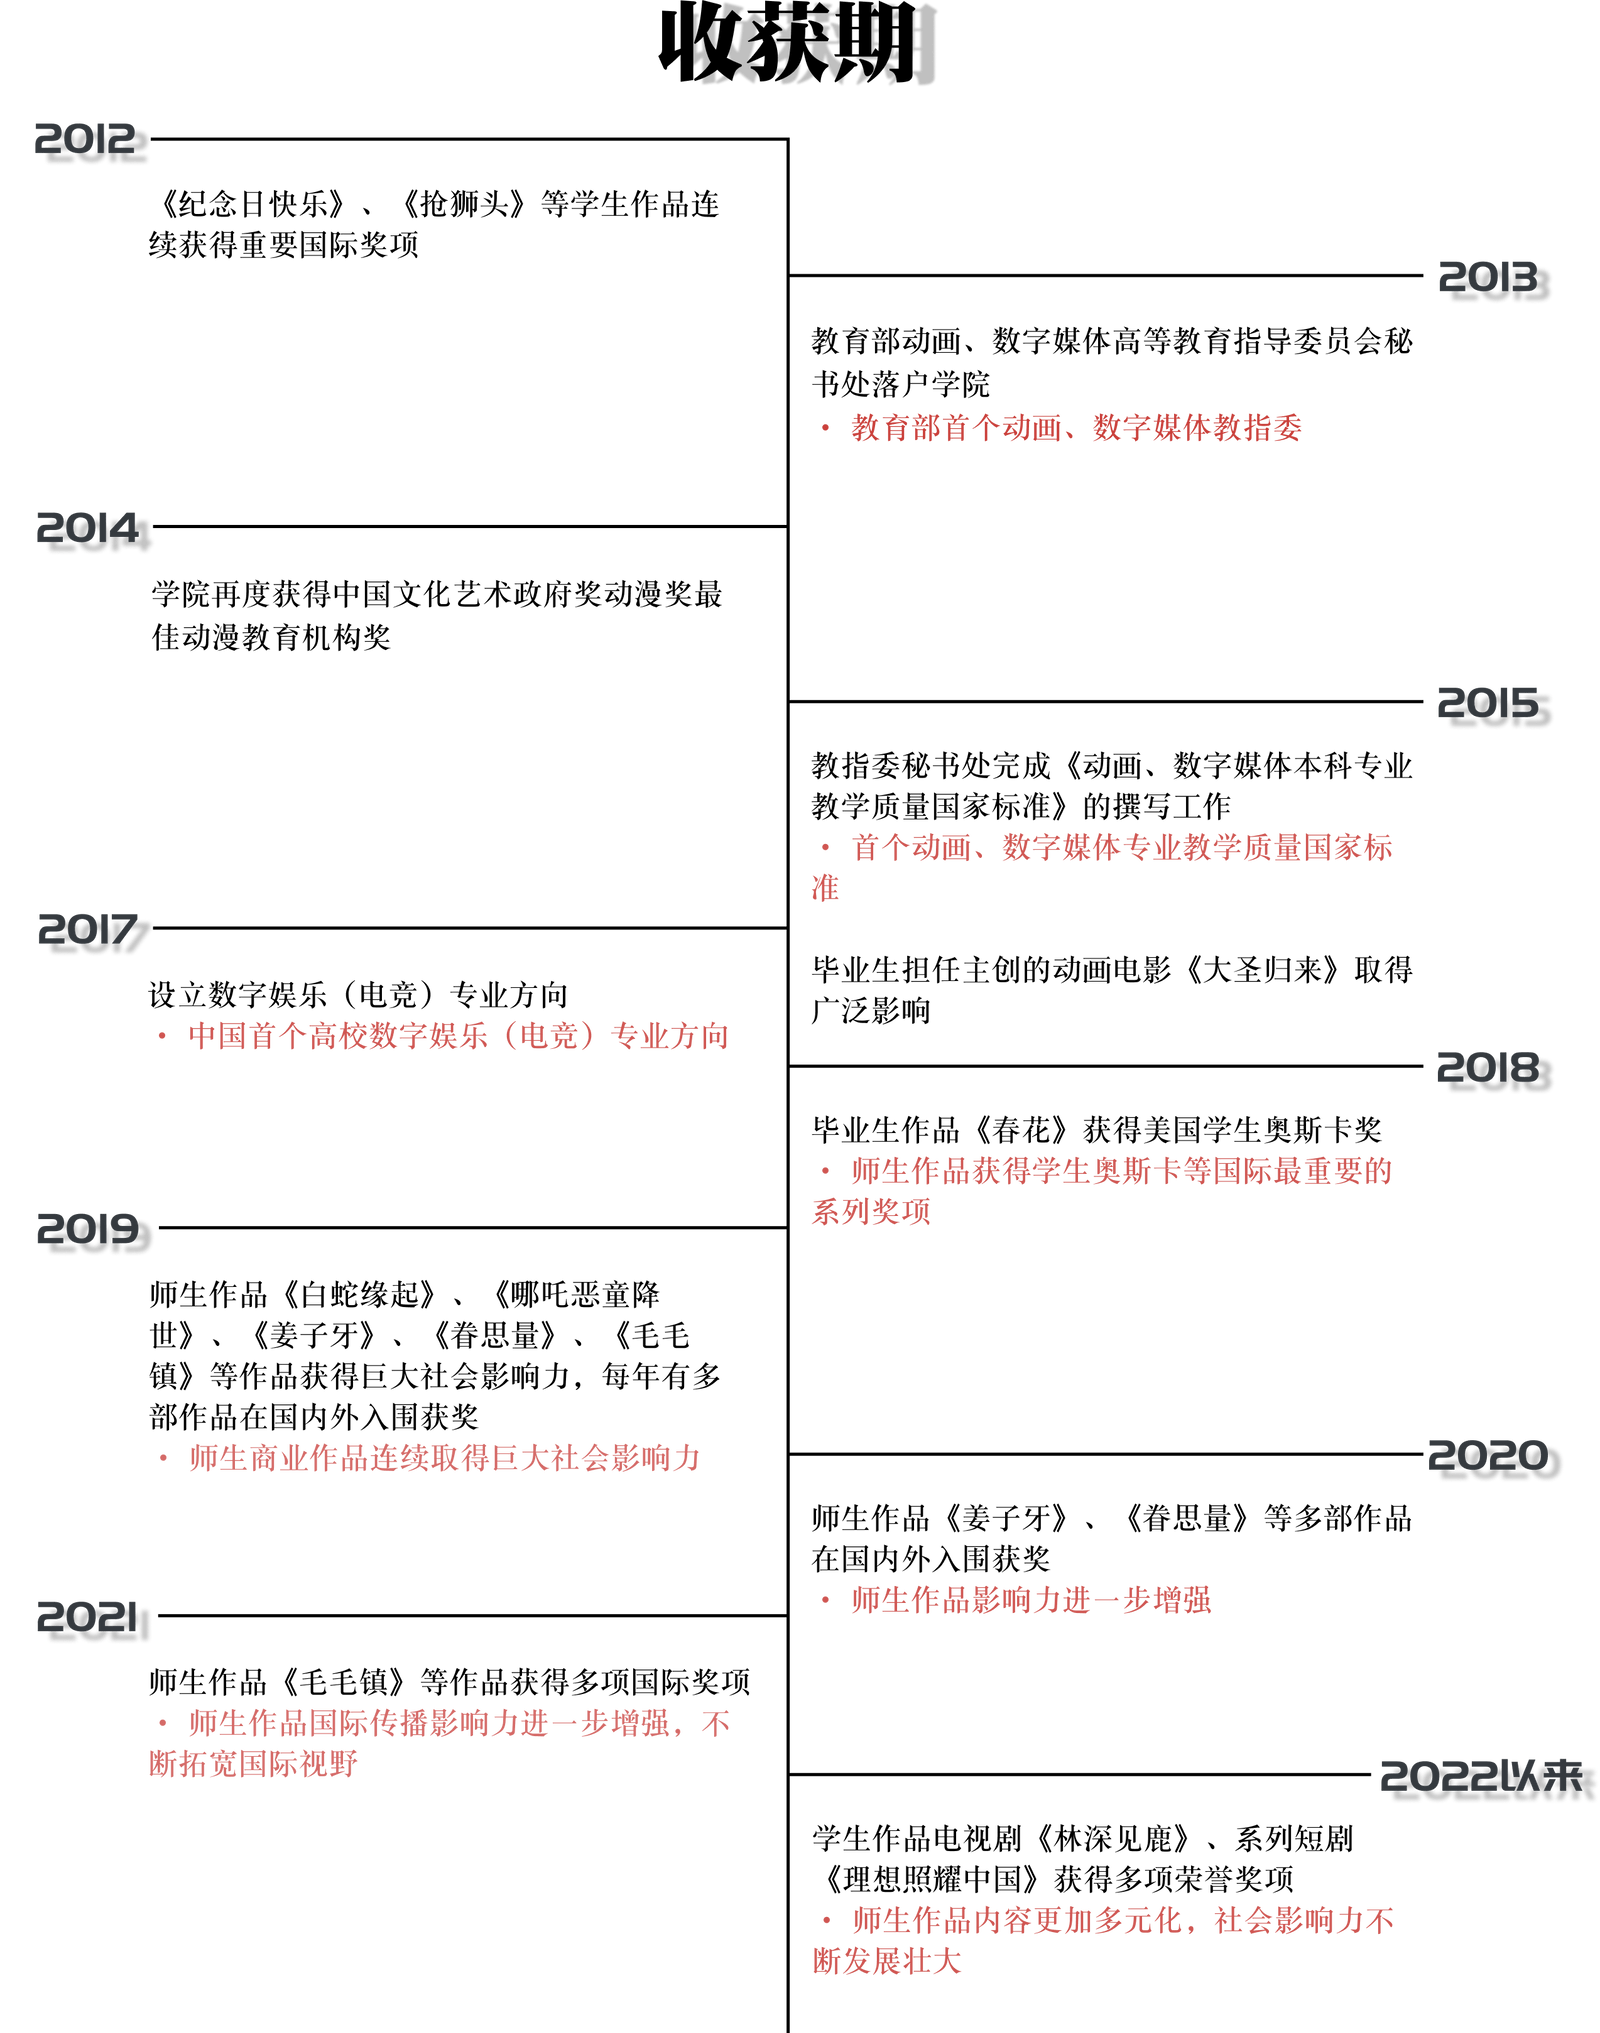 收获期
2012
《纪念日快乐》、《抢狮头》等学生作品连
续获得重要国际奖项
2013
教育部动画、数字媒体高等教育指导委员会秘
书处落户学院
· 教育部首个动画、数字媒体教指委
2014
学院再度获得中国文化艺术政府奖动漫奖最
佳动漫教育机构奖
2015
教指委秘书处完成《动画、数字媒体本科专业
教学质量国家标准》的撰写工作
· 首个动画、数字媒体专业教学质量国家标
准
毕业生担任主创的动画电影《大圣归来》取得
广泛影响
2017
设立数字娱乐（电竞）专业方向
· 中国首个高校数字娱乐（电竞）专业方向
2018
毕业生作品《春花》获得美国学生奥斯卡奖
· 师生作品获得学生奥斯卡等国际最重要的
系列奖项
2019
师生作品《白蛇缘起》、《哪吒恶童降
世》、《姜子牙》、《眷思量》、《毛毛
镇》等作品获得巨大社会影响力，每年有多
部作品在国内外入围获奖
· 师生商业作品连续取得巨大社会影响力
2020
师生作品《姜子牙》、《眷思量》等多部作品
在国内外入围获奖
· 师生作品影响力进一步增强
2021
师生作品《毛毛镇》等作品获得多项国际奖项
· 师生作品国际传播影响力进一步增强，不
断拓宽国际视野
2022以来
学生作品电视剧《林深见鹿》、系列短剧
《理想照耀中国》获得多项荣誉奖项
· 师生作品内容更加多元化，社会影响力不
断发展壮大